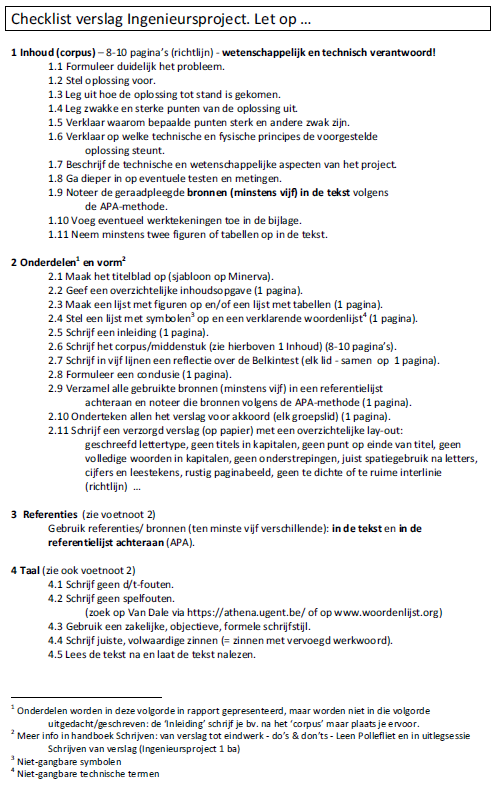 Checklist verslag Ingenieursproject. Let op ...
1 Inhoud (corpus) – 8-10 pagina's (richtlijn) - wetenschappelijk en technisch verantwoord!
1.1 Formuleer duidelijk het probleem.
1.2 Stel oplossing voor.
1.3 Leg uit hoe de oplossing tot stand is gekomen.
1.4 Leg zwakke en sterke punten van de oplossing uit.
1.5 Verklaar waarom bepaalde punten sterk en andere zwak zijn.
1.6 Verklaar op welke technische en fysische principes de voorgestelde
oplossing steunt.
1.7 Beschrijf de technische en wetenschappelijke aspecten van het project.
1.8 Ga dieper in op eventuele testen en metingen.
1.9 Noteer de geraadpleegde bronnen (minstens vijf) in de tekst volgens
de APA-methode.
1.10 Voeg eventueel werktekeningen toe in de bijlage.
1.11 Neem minstens twee figuren of tabellen op in de tekst.
2 Onderdelen¹ en vorm²
2.1 Maak het titelblad op (sjabloon op Minerva).
2.2 Geef een overzichtelijke inhoudsopgave (1 pagina).
2.3 Maak een lijst met figuren op en/of een lijst met tabellen (1 pagina).
2.4 Stel een lijst met symbolen³ op en een verklarende woordenlijst⁴ (1 pagina).
2.5 Schrijf een inleiding (1 pagina).
2.6 Schrijf het corpus/middenstuk (zie hierboven 1 Inhoud) (8-10 pagina's).
2.7 Schrijf in vijf lijnen een reflectie over de Belkintest (elk lid - samen op 1 pagina).
2.8 Formuleer een conclusie (1 pagina).
2.9 Verzamel alle gebruikte bronnen (minstens vijf) in een referentielijst
achteraan en noteer die bronnen volgens de APA-methode (1 pagina).
2.10 Onderteken allen het verslag voor akkoord (elk groepslid) (1 pagina).
2.11 Schrijf een verzorgd verslag (op papier) met een overzichtelijke lay-out:
geschreefd lettertype, geen titels in kapitalen, geen punt op einde van titel, geen
volledige woorden in kapitalen, geen onderstrepingen, juist spatiegebruik na letters,
cijfers en leestekens, rustig paginabeeld, geen te dichte of te ruime interlinie
(richtlijn) ...
3 Referenties (zie voetnoot 2)
Gebruik referenties/ bronnen (ten minste vijf verschillende): in de tekst en in de
referentielijst achteraan (APA).
4 Taal (zie ook voetnoot 2)
4.1 Schrijf geen d/t-fouten.
4.2 Schrijf geen spelfouten.
(zoek op Van Dale via https://athena.ugent.be/ of op www.woordenlijst.org)
4.3 Gebruik een zakelijke, objectieve, formele schrijfstijl.
4.4 Schrijf juiste, volwaardige zinnen (= zinnen met vervoegd werkwoord).
4.5 Lees de tekst na en laat de tekst nalezen.
¹ Onderdelen worden in deze volgorde in rapport gepresenteerd, maar worden niet in die volgorde
uitgedacht/geschreven: de 'Inleiding' schrijf je bv. na het 'corpus' maar plaats je ervoor.
² Meer info in handboek Schrijven: van verslag tot eindwerk - do's & don'ts - Leen Pollefliet en in uitlegsessie
Schrijven van verslag (Ingenieursproject 1 ba)
³ Niet-gangbare symbolen
⁴ Niet-gangbare technische termen